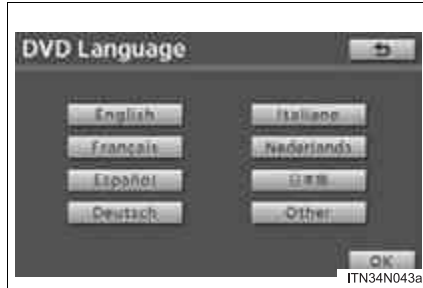 DVD Language
English Italiano
Français Nederlands
Español 日本語
Deutsch Other
OK
ITN34N043a